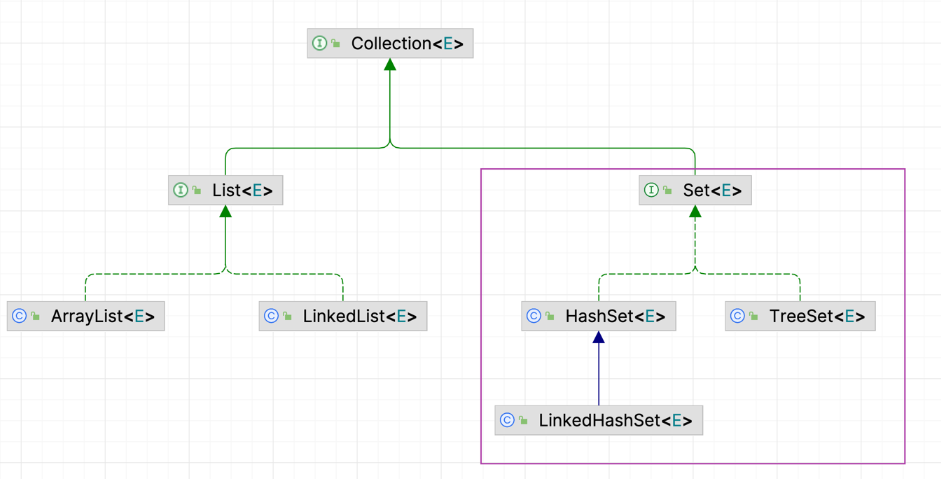 Collection<E>
List<E>
Set<E>
ArrayList<E>
LinkedList<E>
HashSet<E>
TreeSet<E>
LinkedHashSet<E>